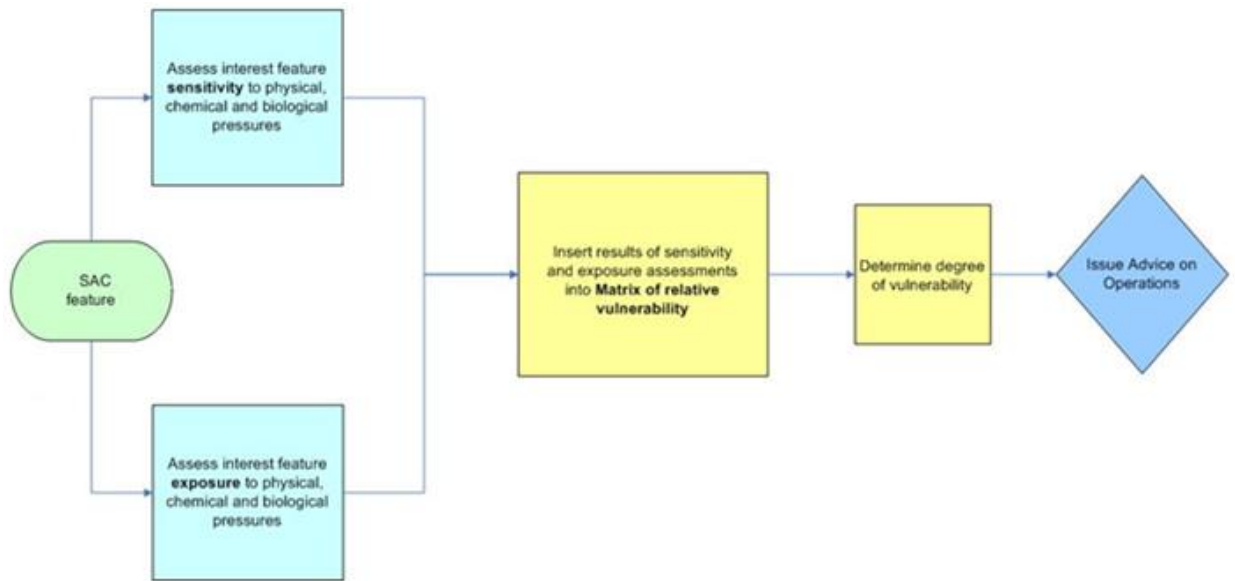 Assess interest feature
sensitivity to physical,
chemical and biological
pressures
SAC
feature
Assess interest feature
exposure to physical,
chemical and biological
pressures
Insert results of sensitivity
and exposure assessments
into Matrix of relative
vulnerability
Determine degree
of vulnerability
Issue Advice on
Operations